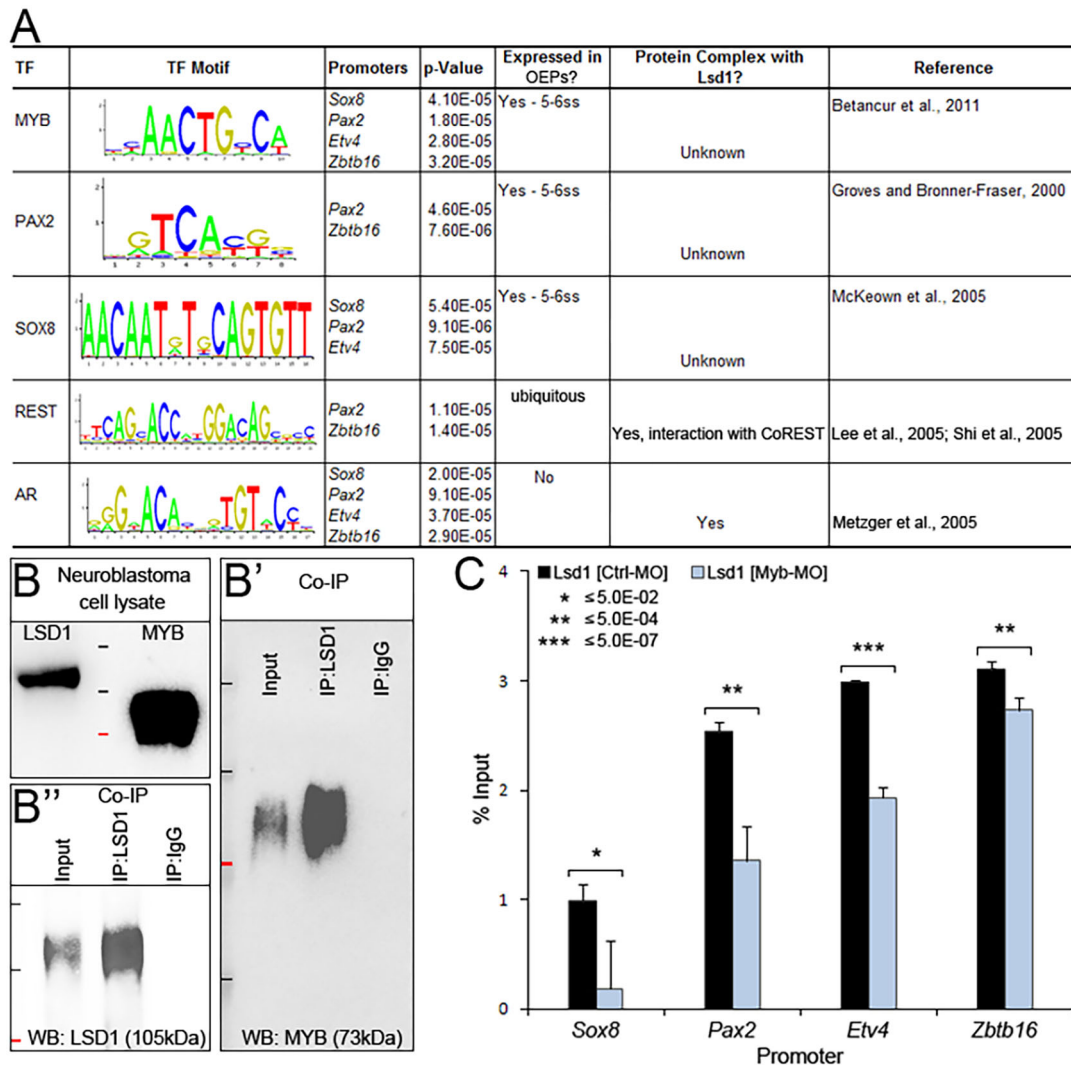 A
TF TF Motif Promoters p-Value Expressed in OEPs? Protein Complex with Lsd1? Reference
MYB
Sox8 4.10E-05 Yes - 5-6ss Betancur et al., 2011
Pax2 1.80E-05
Etv4 2.80E-05
Zbtb16 3.20E-05 Unknown
PAX2
Yes - 5-6ss Groves and Bronner-Fraser, 2000
Pax2 4.60E-05
Zbtb16 7.60E-06
Unknown
SOX8
Sox8 5.40E-05 Yes - 5-6ss McKeown et al., 2005
Pax2 9.10E-06
Etv4 7.50E-05
Unknown
REST
ubiquitous
Pax2 1.10E-05
Zbtb16 1.40E-05 Yes, interaction with CoREST Lee et al., 2005; Shi et al., 2005
AR
Sox8 2.00E-05 No
Pax2 9.10E-05
Etv4 3.70E-05 Yes Metzger et al., 2005
Zbtb16 2.90E-05
B Neuroblastoma
cell lysate
LSD1 MYB
B'
Co-IP
Input
IP:LSD1
IP:IgG
WB: MYB (73kDa)
B''
Co-IP
Input
IP:LSD1
IP:IgG
WB: LSD1 (105kDa)
C
Lsd1 [Ctrl-MO] Lsd1 [Myb-MO]
* ≤5.0E-02
** ≤5.0E-04
*** ≤5.0E-07
% Input
4
3
2
1
0
* ** *** **
Sox8 Pax2 Etv4 Zbtb16
Promoter